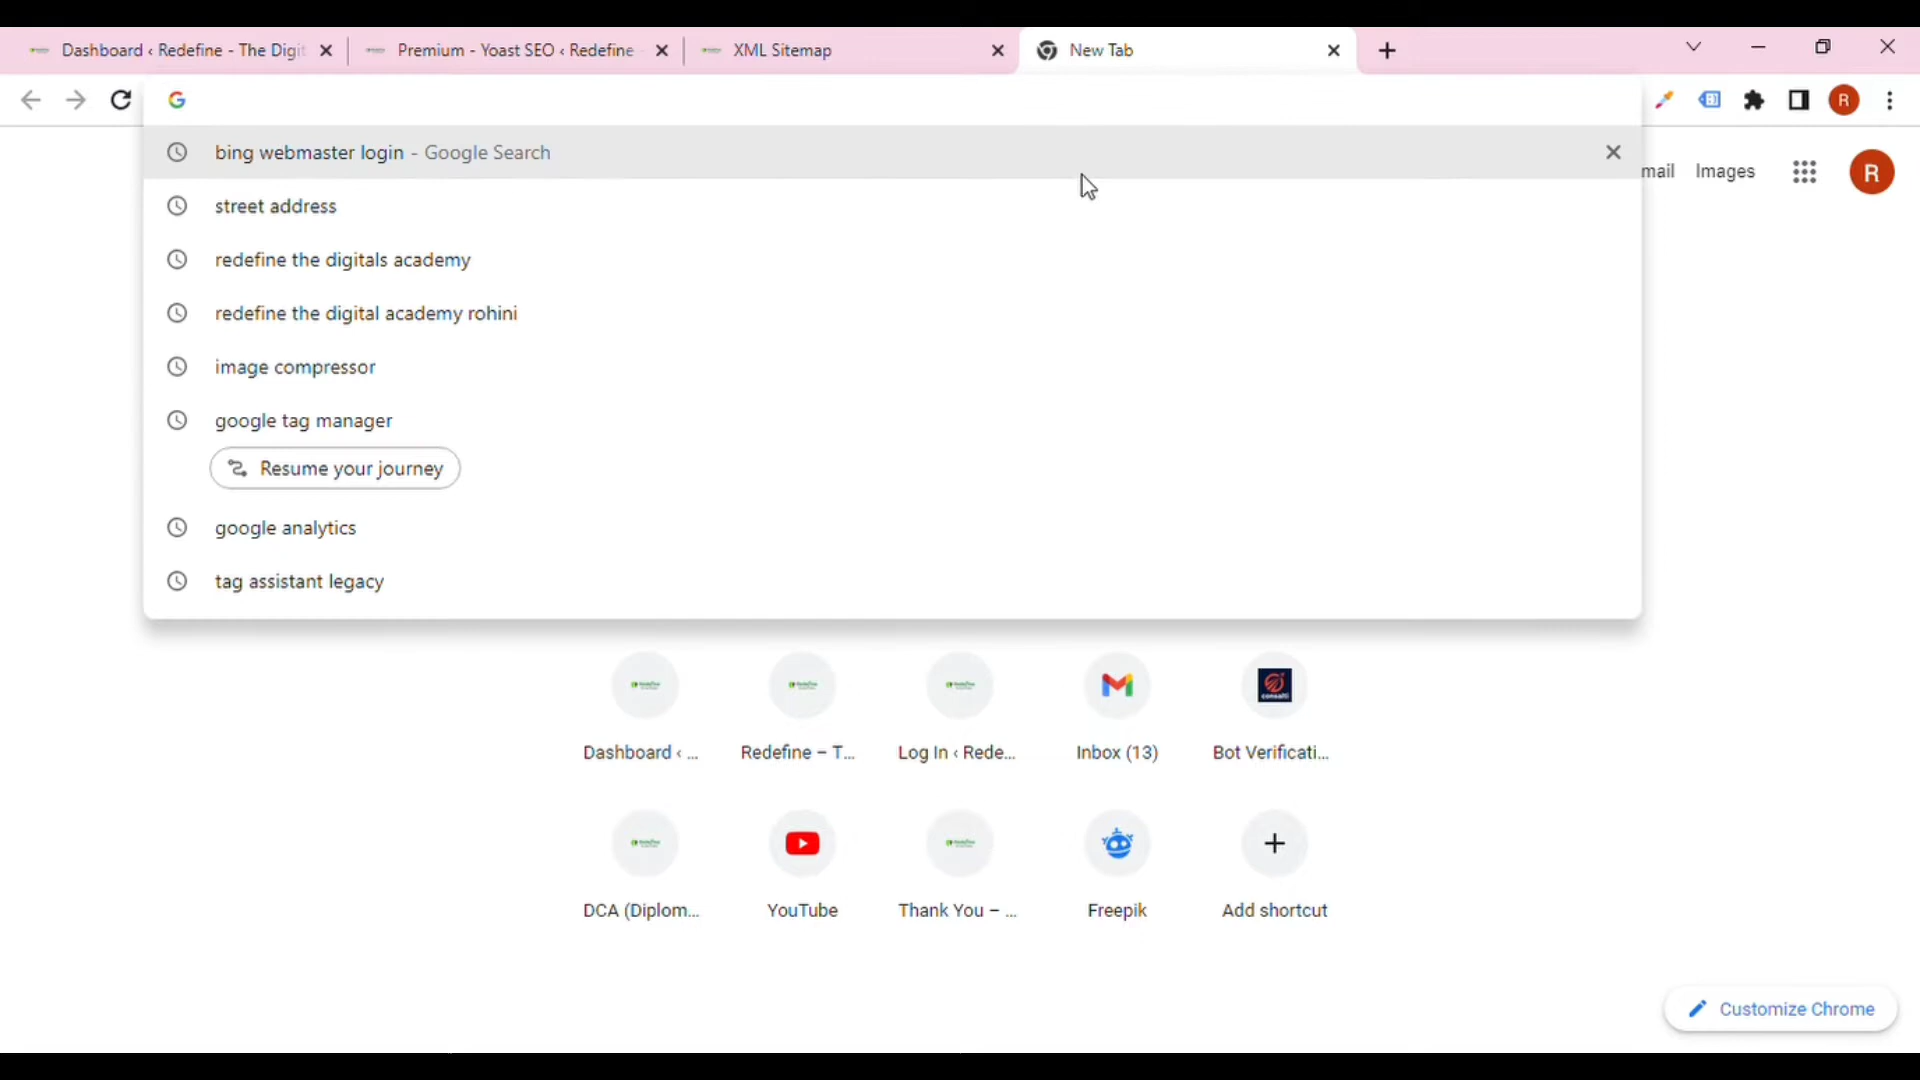 Dashboard ‹ Redefine - The Digit
Premium - Yoast SEO ‹ Redefine
XML Sitemap
New Tab
R
bing webmaster login - Google Search
mail
Images
R
street address
redefine the digitals academy
redefine the digital academy rohini
image compressor
google tag manager
Resume your journey
google analytics
tag assistant legacy
Dashboard ‹ ...
Redefine – T...
Log In ‹ Rede...
Inbox (13)
Bot Verificati...
DCA (Diplom...
YouTube
Thank You – ...
Freepik
Add shortcut
Customize Chrome